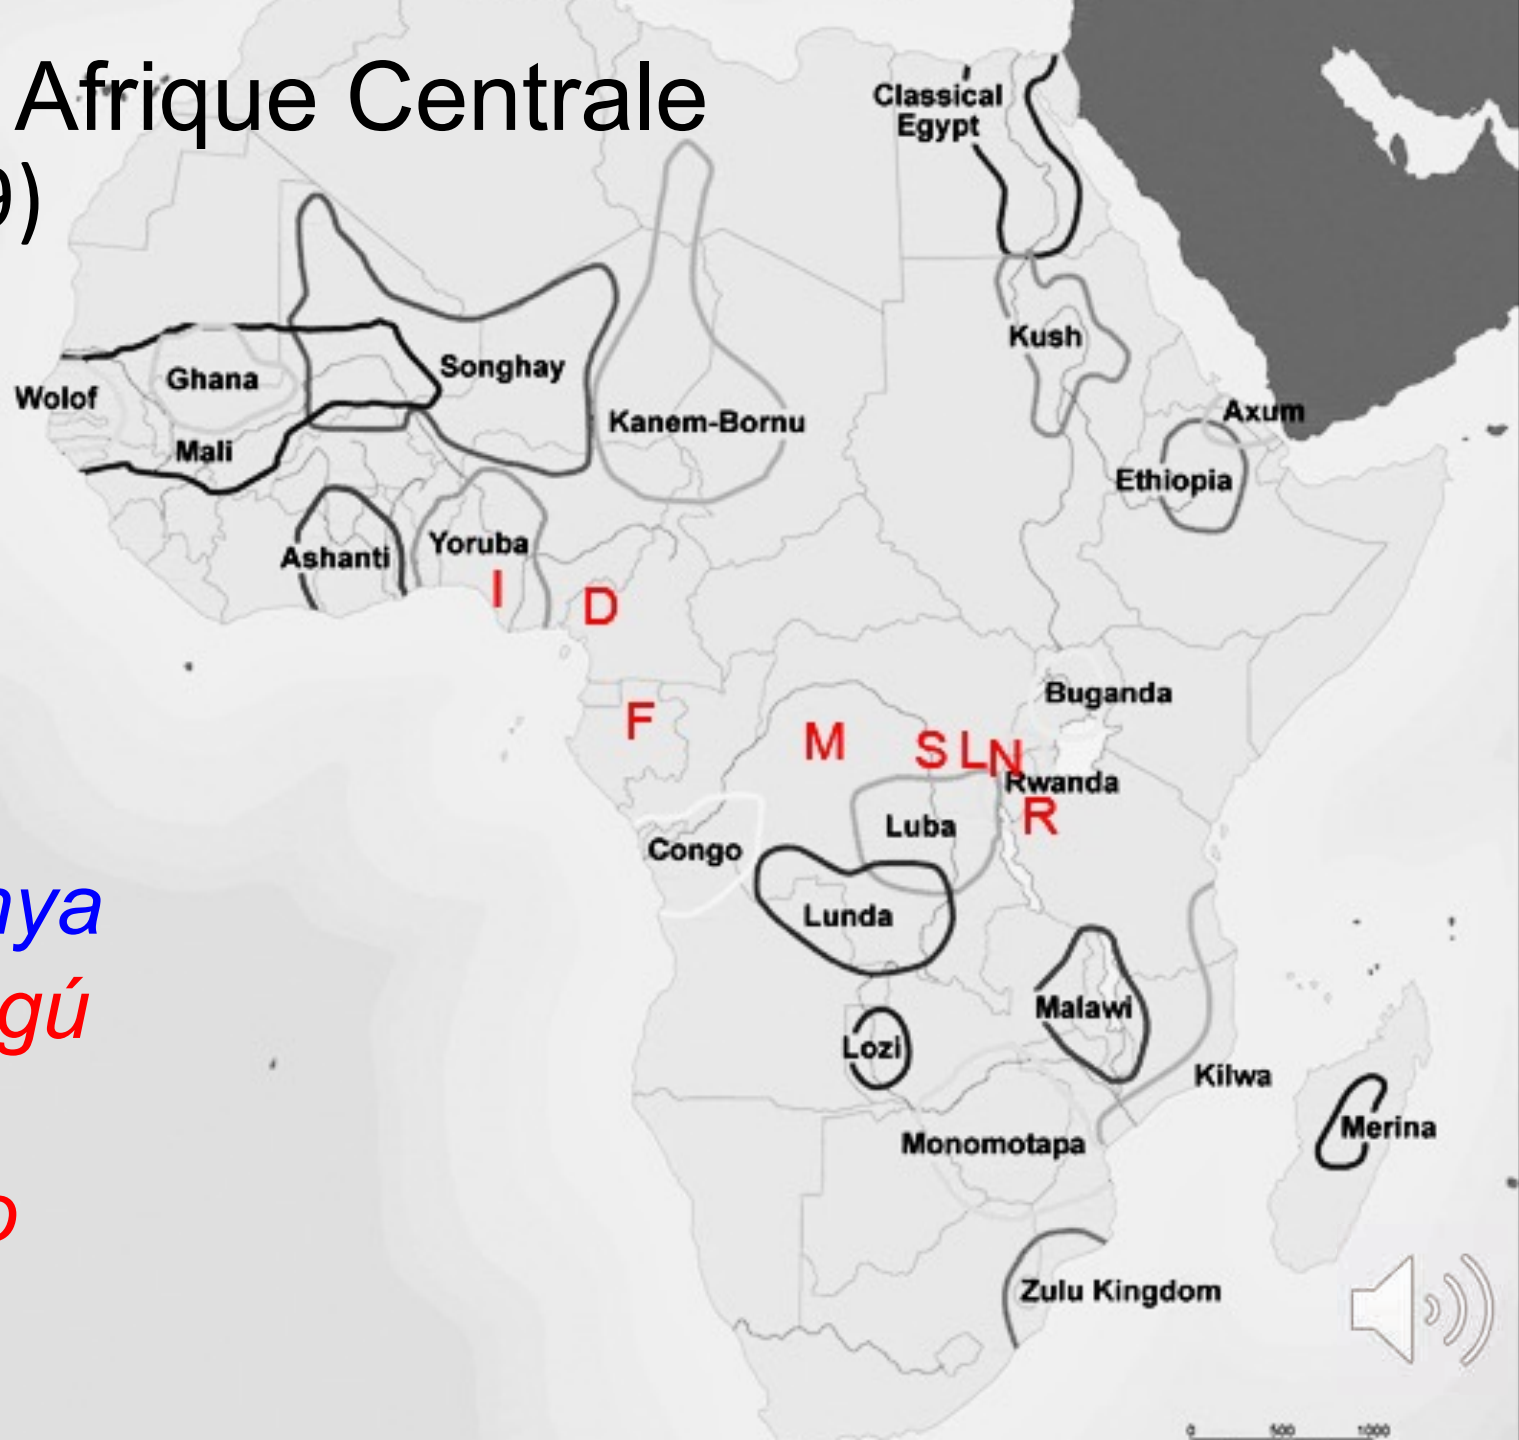 Afrique Centrale
9)
Classical
Egypt
Kush
Ghana
Songhay
Wolof
Kanem-Bornu
Axum
Mali
Ethiopia
Ashanti
Yoruba
I
D
Buganda
F
M
S
L
N
Rwanda
R
Luba
Congo
nya
Lunda
gú
Malawi
Lozi
Kilwa
Merina
Monomotapa
o
Zulu Kingdom
0 500 1000